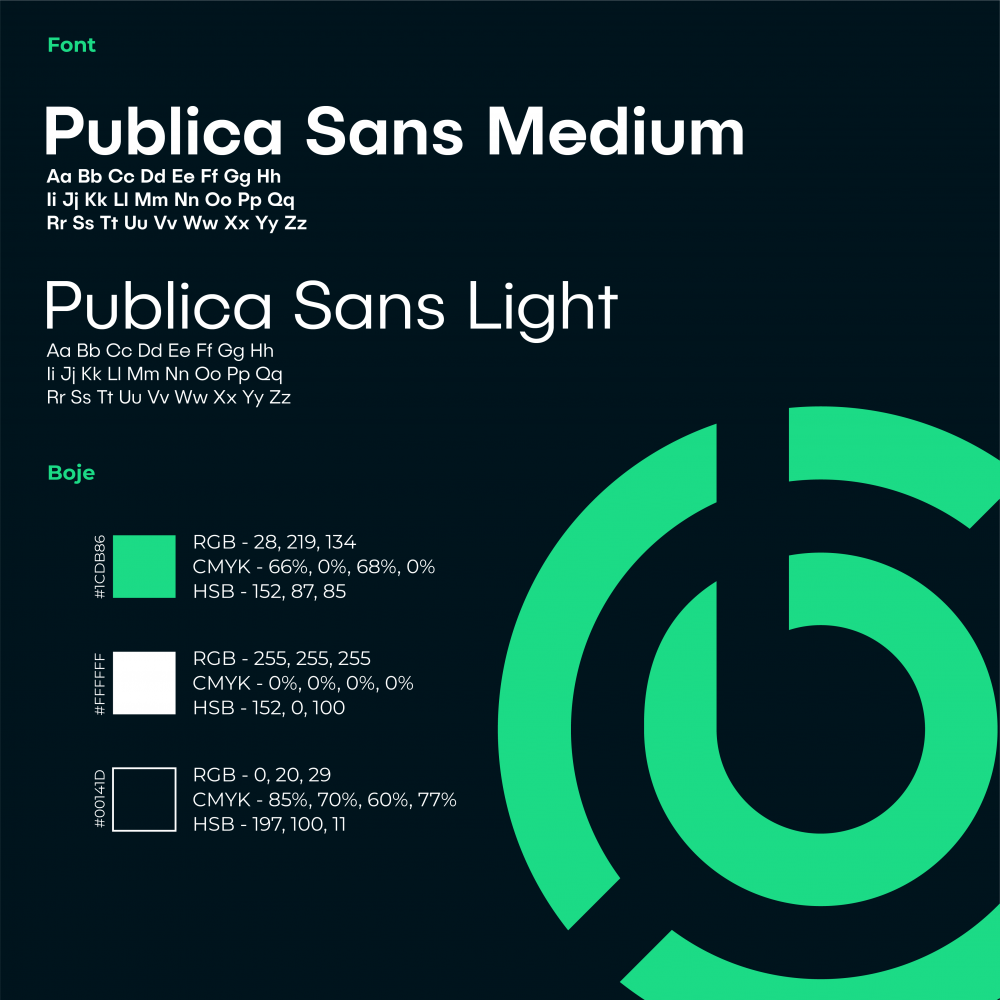 Font
Publica Sans Medium
Aa Bb Cc Dd Ee Ff Gg Hh
Ii Jj Kk Ll Mm Nn Oo Pp Qq
Rr Ss Tt Uu Vv Ww Xx Yy Zz
Publica Sans Light
Aa Bb Cc Dd Ee Ff Gg Hh
Ii Jj Kk Ll Mm Nn Oo Pp Qq
Rr Ss Tt Uu Vv Ww Xx Yy Zz
Boje
#1CDB86
RGB - 28, 219, 134
CMYK - 66%, 0%, 68%, 0%
HSB - 152, 87, 85
#FFFFFF
RGB - 255, 255, 255
CMYK - 0%, 0%, 0%, 0%
HSB - 152, 0, 100
#00141D
RGB - 0, 20, 29
CMYK - 85%, 70%, 60%, 77%
HSB - 197, 100, 11